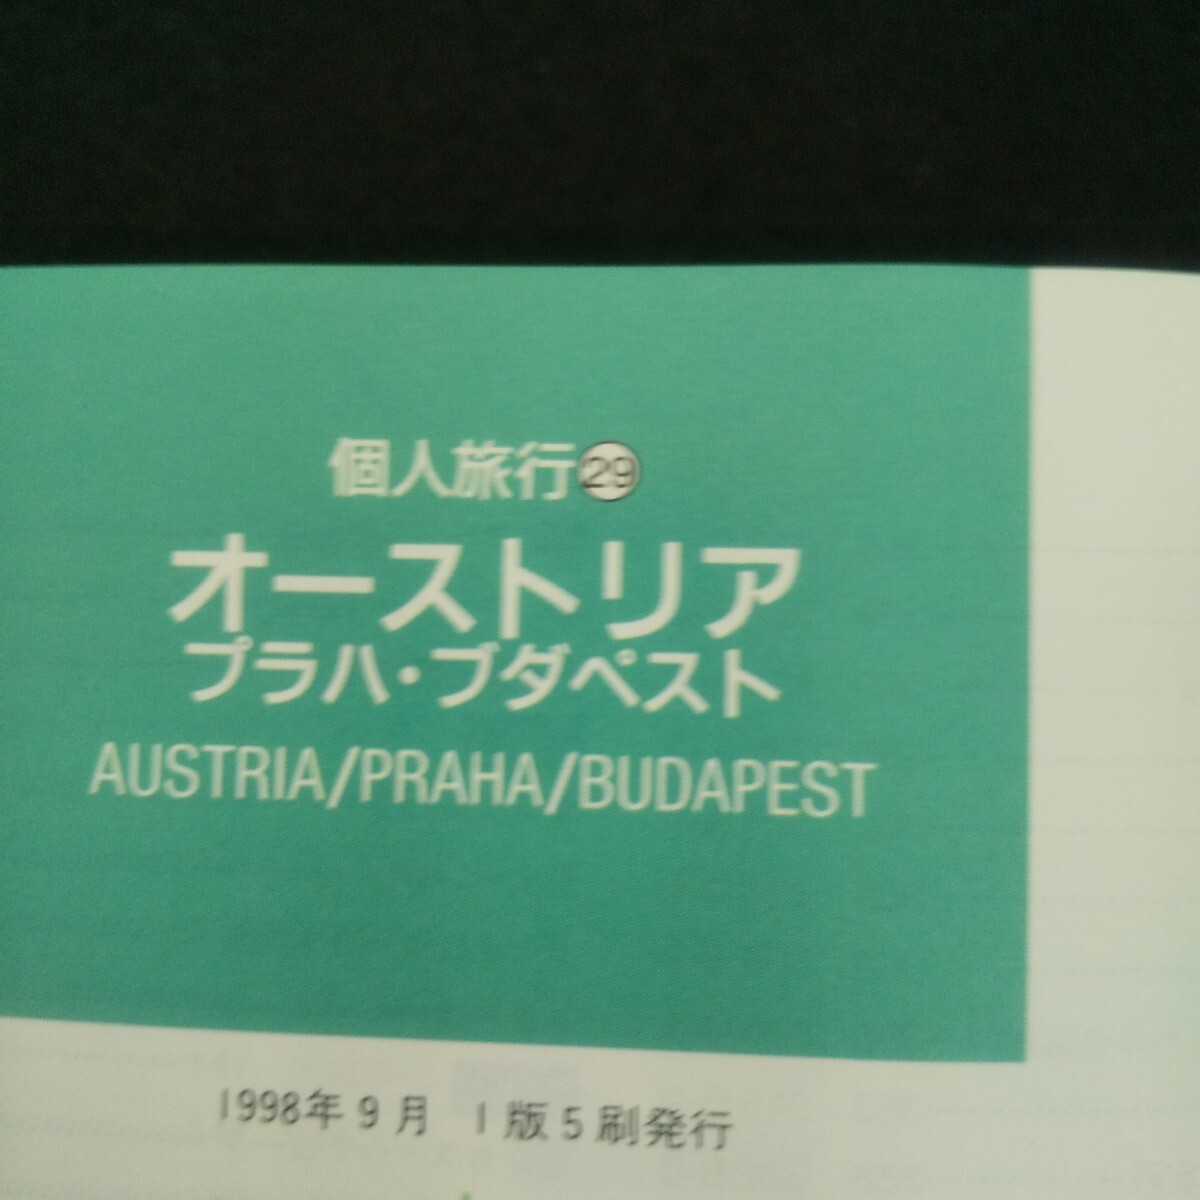 個人旅行㉙
オーストリア
プラハ・ブダペスト
AUSTRIA/PRAHA/BUDAPEST
1998年9月 1版5刷発行